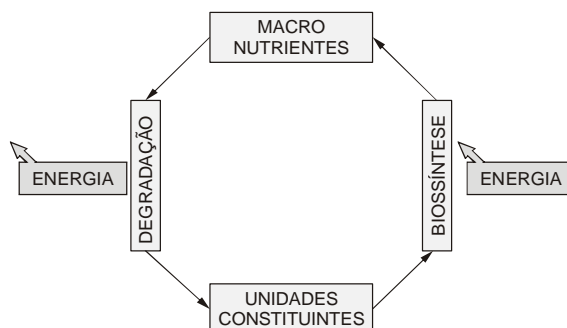 MACRO
NUTRIENTES
DEGRADAÇÃO
ENERGIA
BIOSSÍNTESE
ENERGIA
UNIDADES
CONSTITUINTES